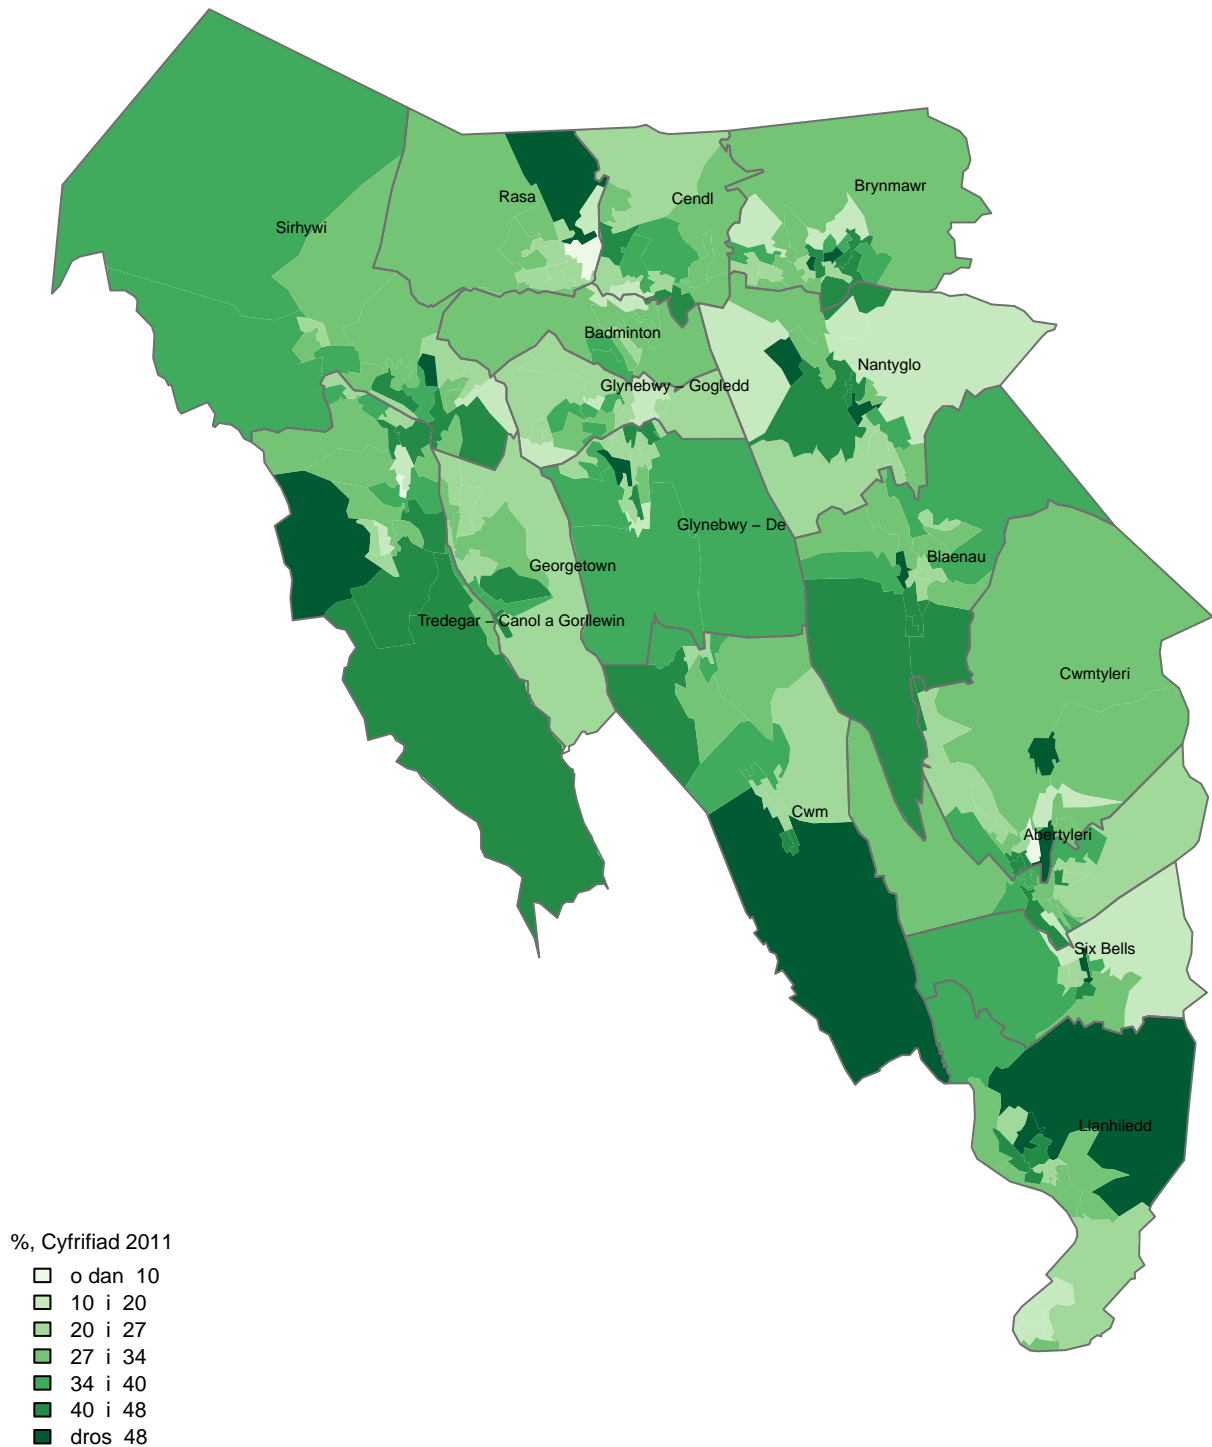 Brynmawr
Rasa
Cendl
Sirhywi
Badminton
Nantyglo
Glynebwy – Gogledd
Glynebwy – De
Blaenau
Georgetown
Tredegar – Canol a Gorllewin
Cwmtyleri
Cwm
Abertyleri
Six Bells
Llanhiledd
%, Cyfrifiad 2011
o dan 10
10 i 20
20 i 27
27 i 34
34 i 40
40 i 48
dros 48